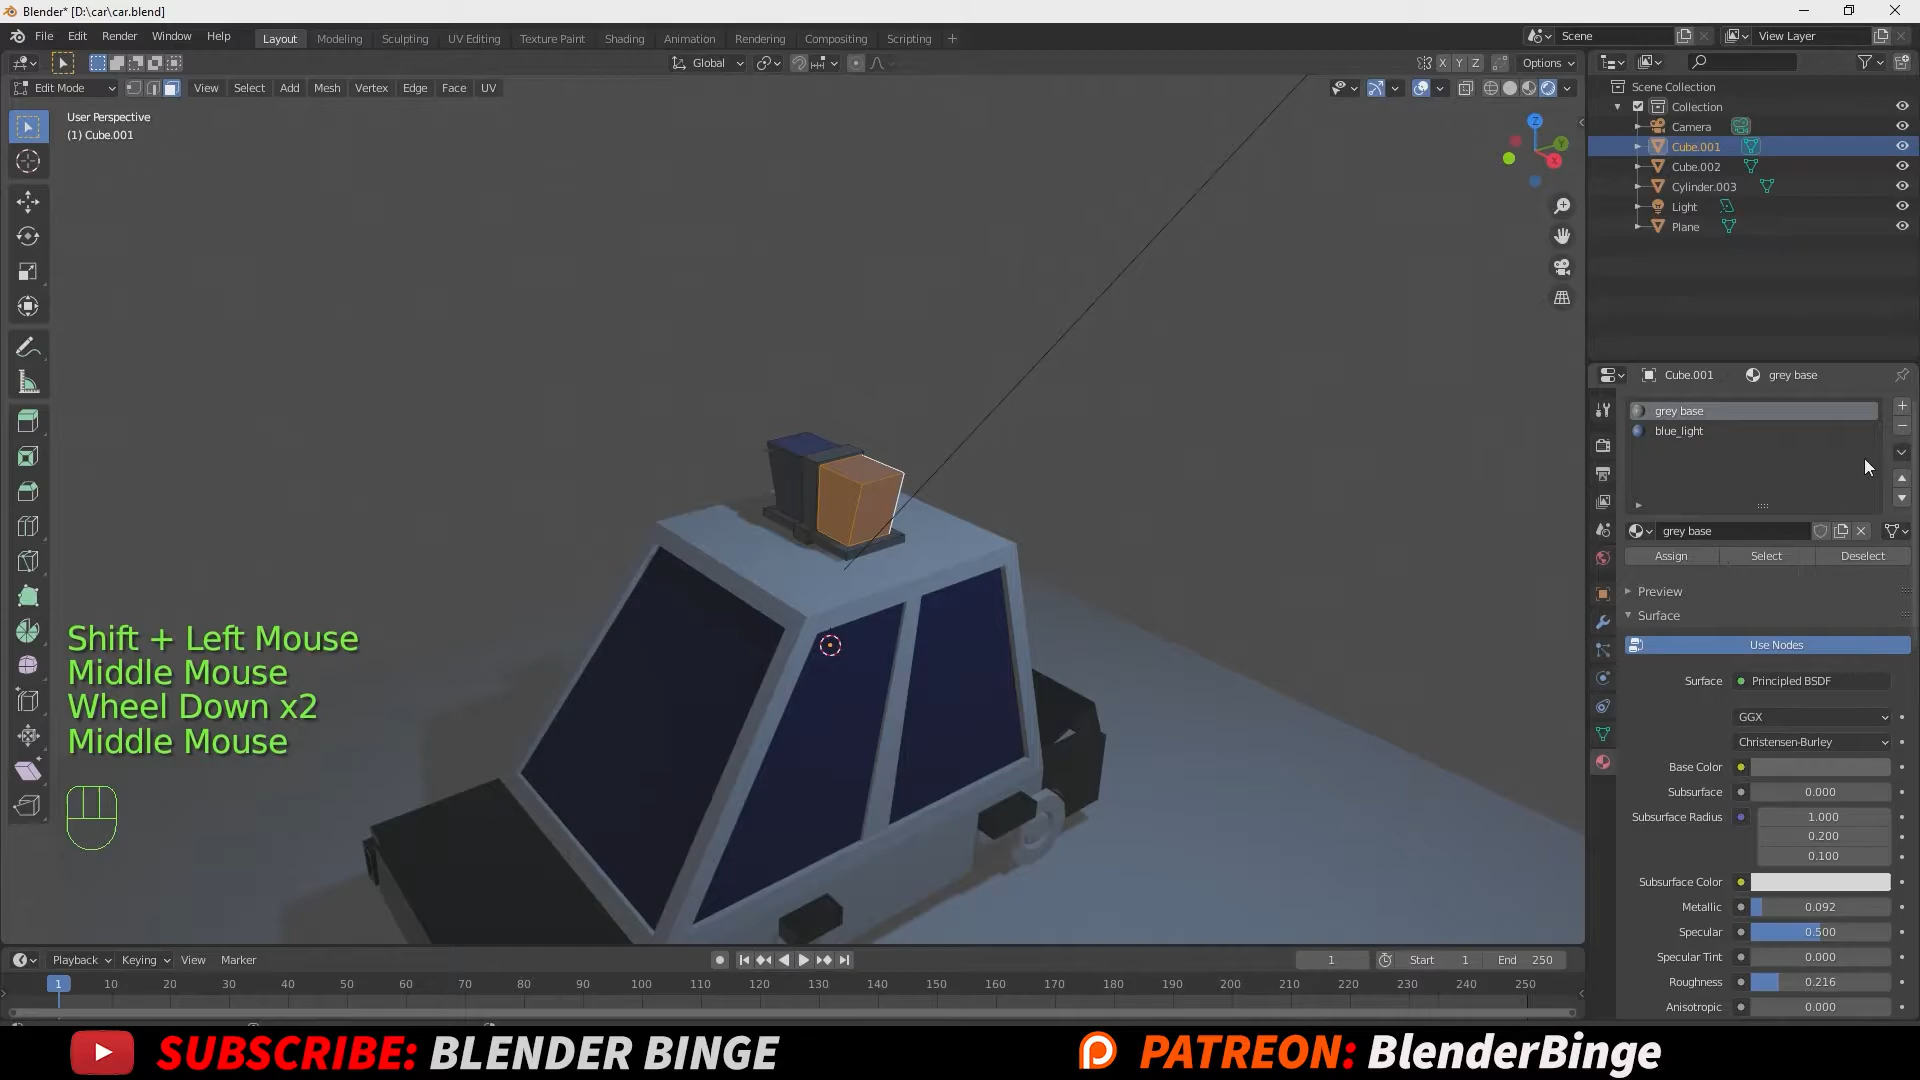 Blender* [D:\car\car.blend]
File Edit Render Window Help Layout Modeling Sculpting UV Editing Texture Paint Shading Animation Rendering Compositing Scripting Scene View Layer
Global X Y Z Options
Edit Mode View Select Add Mesh Vertex Edge Face UV
User Perspective
(1) Cube.001
Z
Y
X
Scene Collection
Collection
Camera
Cube.001
Cube.002
Cylinder.003
Light
Plane
Cube.001 grey base
grey base
blue_light
grey base
Assign Select Deselect
Preview
Surface
Use Nodes
Surface Principled BSDF
GGX
Christensen-Burley
Base Color
Subsurface 0.000
Subsurface Radius 1.000
0.200
0.100
Subsurface Color
Metallic 0.092
Specular 0.500
Specular Tint 0.000
Roughness 0.216
Anisotropic 0.000
Shift + Left Mouse
Middle Mouse
Wheel Down x2
Middle Mouse
Playback Keying View Marker 1 Start 1 End 250
1 10 20 30 40 50 60 70 80 90 100 110 120 130 140 150 160 170 180 190 200 210 220 230 240 250
SUBSCRIBE: BLENDER BINGE PATREON: BlenderBinge